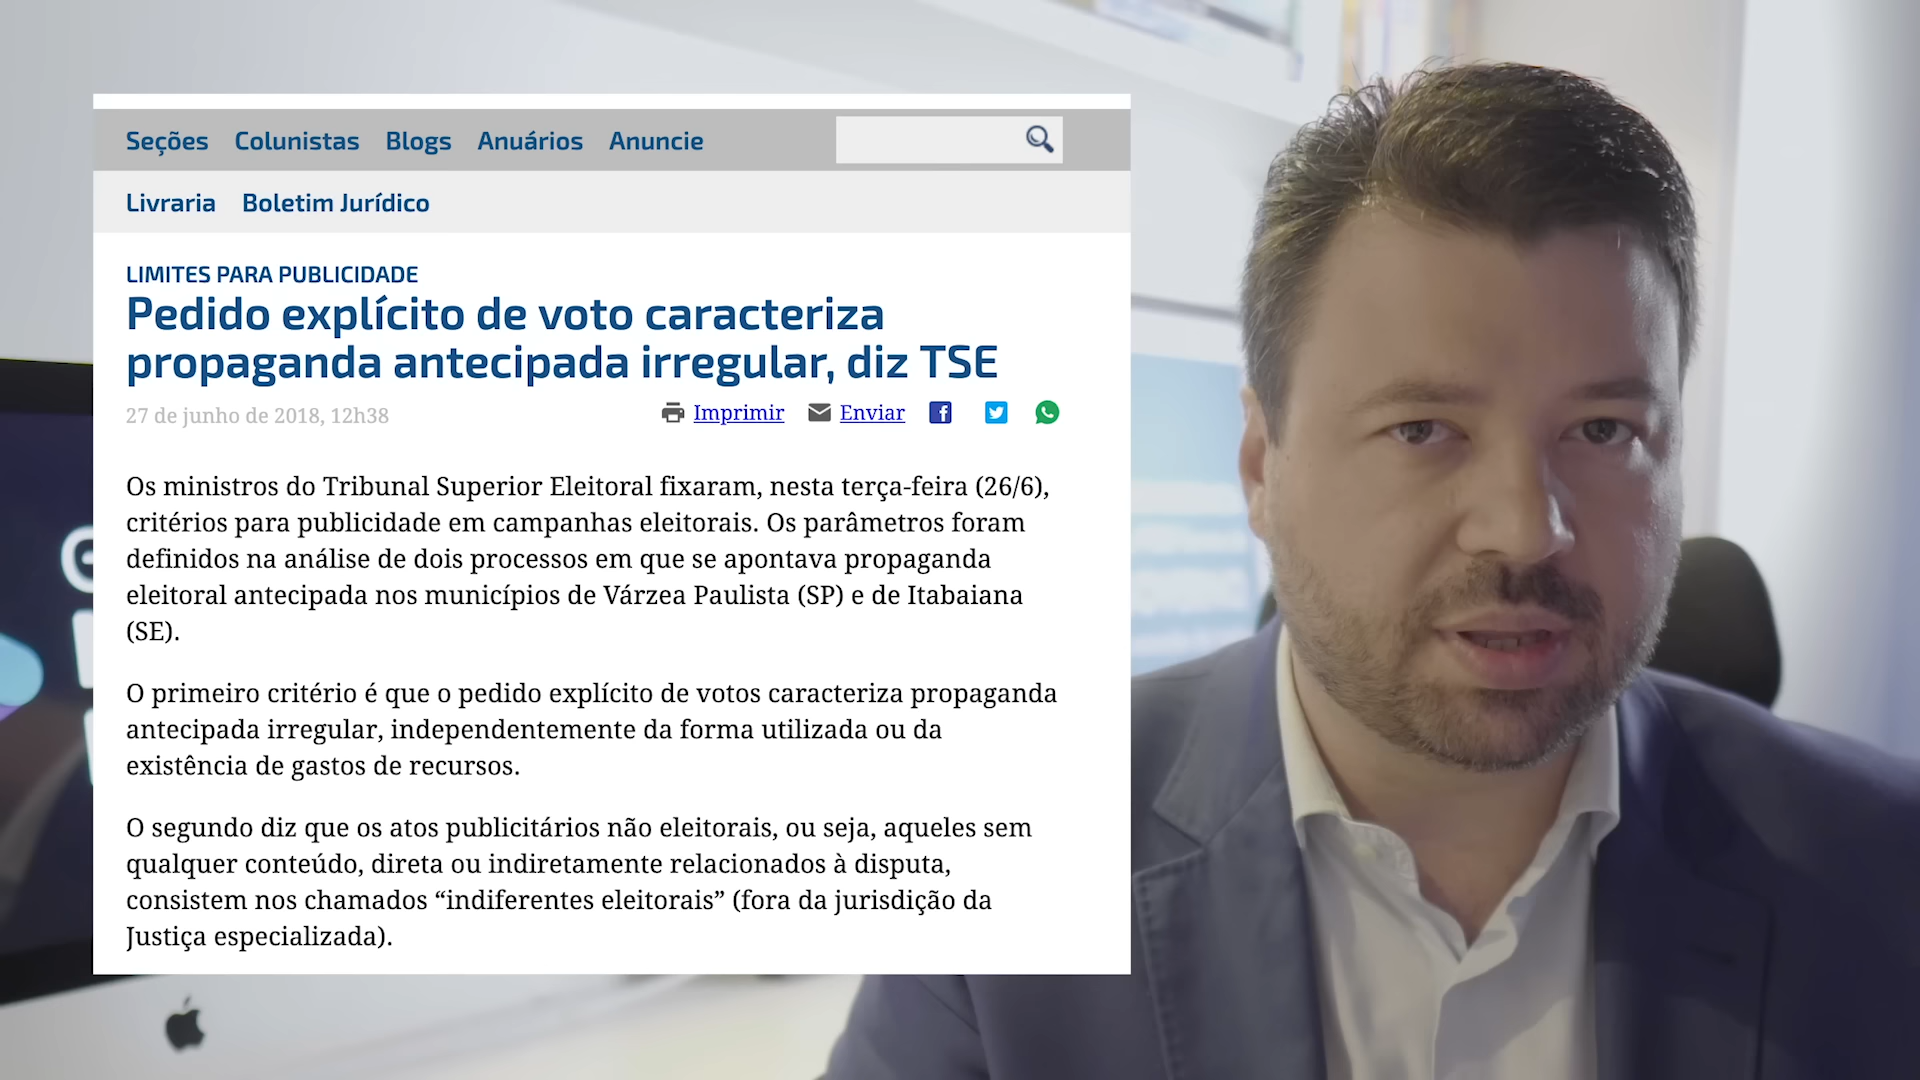 Seções Colunistas Blogs Anuários Anuncie
Livraria Boletim Jurídico
LIMITES PARA PUBLICIDADE
Pedido explícito de voto caracteriza
propaganda antecipada irregular, diz TSE
27 de junho de 2018, 12h38 Imprimir Enviar
Os ministros do Tribunal Superior Eleitoral fixaram, nesta terça-feira (26/6),
critérios para publicidade em campanhas eleitorais. Os parâmetros foram
definidos na análise de dois processos em que se apontava propaganda
eleitoral antecipada nos municípios de Várzea Paulista (SP) e de Itabaiana
(SE).
O primeiro critério é que o pedido explícito de votos caracteriza propaganda
antecipada irregular, independentemente da forma utilizada ou da
existência de gastos de recursos.
O segundo diz que os atos publicitários não eleitorais, ou seja, aqueles sem
qualquer conteúdo, direta ou indiretamente relacionados à disputa,
consistem nos chamados “indiferentes eleitorais” (fora da jurisdição da
Justiça especializada).